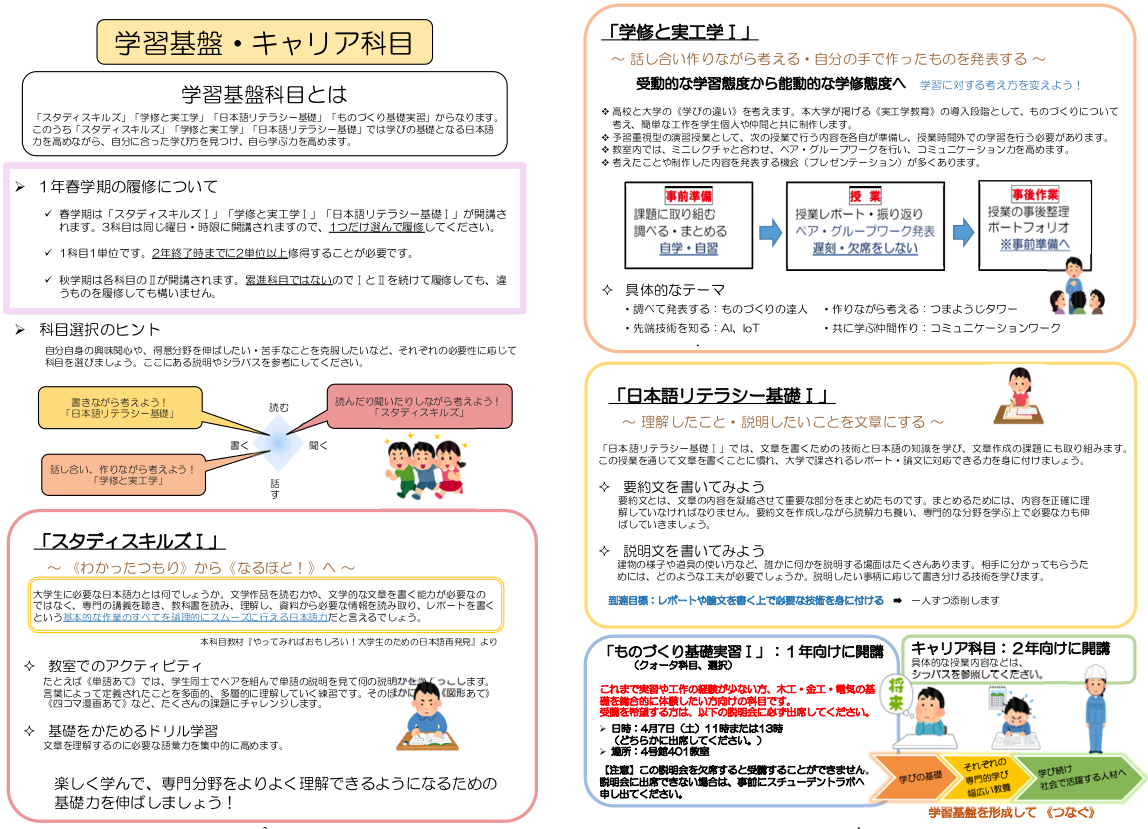 学習基盤・キャリア科目
学習基盤科目とは
「スタディスキルズ」「学修と実工学」「日本語リテラシー基礎」「ものづくり基礎実習」からなります。
このうち「スタディスキルズ」「学修と実工学」「日本語リテラシー基礎」では学びの基礎となる日本語
力を高めながら、自分に合った学び方を見つけ、自ら学ぶ力を高めます。
➢ 1年春学期の履修について
✓ 春学期は「スタディスキルズⅠ」「学修と実工学Ⅰ」「日本語リテラシー基礎Ⅰ」が開講さ
れます。3科目は同じ曜日・時限に開講されますので、1つだけ選んで履修してください。
✓ 1科目1単位です。2年終了時までに2単位以上修得することが必要です。
✓ 秋学期は各科目のⅡが開講されます。累進科目ではないのでⅠとⅡを続けて履修しても、違
うものを履修しても構いません。
➢ 科目選択のヒント
自分自身の興味関心や、得意分野を伸ばしたい・苦手なことを克服したいなど、それぞれの必要性に応じて
科目を選びましょう。ここにある説明やシラバスを参考にしてください。
書きながら考えよう!
「日本語リテラシー基礎」
読んだり聞いたりしながら考えよう!
「スタディスキルズ」
読む
書く
聞く
話す
話し合い、作りながら考えよう!
「学修と実工学」
「スタディスキルズⅠ」
~ 《わかったつもり》から《なるほど!》へ ~
大学生に必要な日本語力とは何でしょうか。文学作品を読む力や、文学的な文章を書く能力が必要なの
ではなく、専門の講義を聴き、教科書を読み、理解し、資料から必要な情報を読み取り、レポートを書く
という基本的な作業のすべてを論理的にスムーズに行える日本語力だと言えるでしょう。
本科目教材『やってみればおもしろい!大学生のための日本語再発見』より
✧ 教室でのアクティビティ
たとえば《単語あて》では、学生同士でペアを組んで単語の説明を見て何の説明か
言葉によって定義されたことを多面的、多層的に理解していく練習です。そのほか
《図形あて》
《四コマ漫画あて》など、たくさんの課題にチャレンジします。
✧ 基礎をかためるドリル学習
文章を理解するのに必要な語彙力を集中的に高めます。
楽しく学んで、専門分野をよりよく理解できるようになるための
基礎力を伸ばしましょう!
「学修と実工学Ⅰ」
~ 話し合い作りながら考える・自分の手で作ったものを発表する ~
受動的な学習態度から能動的な学修態度へ 学習に対する考え方を変えよう!
❖ 高校と大学の《学びの違い》を考えます。本大学が掲げる《実工学教育》の導入段階として、ものづくりについて
考え、簡単な工作を学生個人や仲間と共に制作します。
❖ 予習重視型の演習授業として、次の授業で行う内容を各自が準備し、授業時間外での学習を行う必要があります。
❖ 教室内では、ミニレクチャと合わせ、ペア・グループワークを行い、コミュニケーション力を高めます。
❖ 考えたことや制作した内容を発表する機会(プレゼンテーション)が多くあります。
事前準備
課題に取り組む
調べる・まとめる
自学・自習
授 業
授業レポート・振り返り
ペア・グループワーク発表
遅刻・欠席をしない
事後作業
授業の事後整理
ポートフォリオ
※事前準備へ
✧ 具体的なテーマ
・調べて発表する:ものづくりの達人 ・作りながら考える:つまようじタワー
・先端技術を知る:AI、IoT ・共に学ぶ仲間作り:コミュニケーションワーク
「日本語リテラシー基礎Ⅰ」
~ 理解したこと・説明したいことを文章にする ~
「日本語リテラシー基礎Ⅰ」では、文章を書くための技術と日本語の知識を学び、文章作成の課題にも取り組みます。
この授業を通じて文章を書くことに慣れ、大学で課されるレポート・論文に対応できる力を身に付けましょう。
✧ 要約文を書いてみよう
要約文とは、文章の内容を凝縮させて重要な部分をまとめたものです。まとめるためには、内容を正確に理
解していなければなりません。要約文を作成しながら読解力も養い、専門的な分野を学ぶ上で必要な力も伸
ばしていきましょう。
✧ 説明文を書いてみよう
建物の様子や道具の使い方など、誰かに何かを説明する場面はたくさんあります。相手に分かってもらうた
めには、どのような工夫が必要でしょうか。説明したい事柄に応じて書き分ける技術を学びます。
到達目標:レポートや論文を書く上で必要な技術を身に付ける ➡ 一人ずつ添削します
「ものづくり基礎実習Ⅰ」:1年向けに開講
(クォータ科目、選択)
これまで実習や工作の経験が少ない方、木工・金工・電気の基
礎を総合的に体験したい方向けの科目です。
受講を希望する方は、以下の説明会に必ず出席してください。
➢ 日時:4月7日(土)11時または13時
(どちらかに出席してください。)
➢ 場所:4号館401教室
【注意】この説明会を欠席すると受講することができません。
説明会に出席できない場合は、事前にスチューデントラボへ
申し出てください。
キャリア科目:2年向けに開講
具体的な授業内容などは、
シラバスを参照してください。
将来
学びの基礎
それぞれの
専門的学び
幅広い教養
学び続け
社会で活躍する人材へ
学習基盤を形成して 《つなぐ》